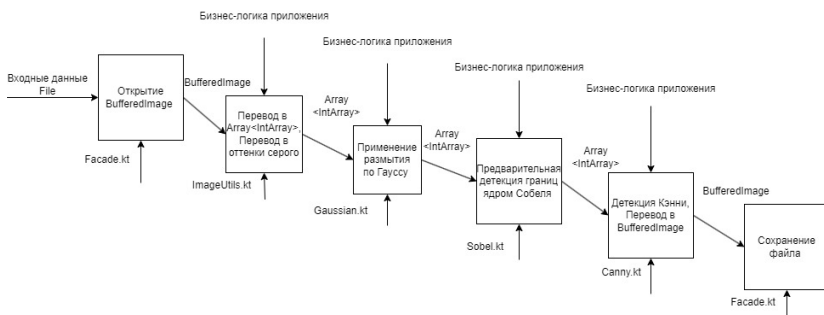 Бизнес-логика приложения
Входные данные
File
Открытие
BufferedImage
Facade.kt
BufferedImage
Перевод в
Array<IntArray>,
Перевод в
оттенки серого
ImageUtils.kt
Бизнес-логика приложения
Array
<IntArray>
Применение
размытия
по Гауссу
Gaussian.kt
Бизнес-логика приложения
Array
<IntArray>
Предварительная
детекция границ
ядром Собеля
Sobel.kt
Бизнес-логика приложения
Array
<IntArray>
Детекция Кэнни,
Перевод в
BufferedImage
Canny.kt
BufferedImage
Сохранение
файла
Facade.kt